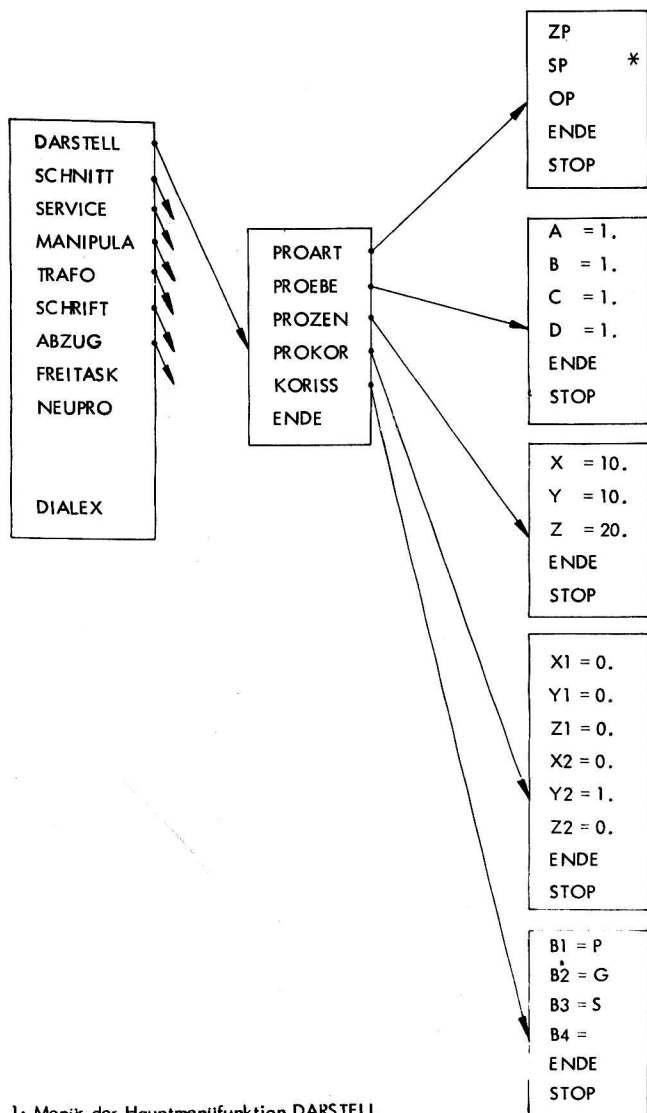 DARSTELL
SCHNITT
SERVICE
MANIPULA
TRAFO
SCHRIFT
ABZUG
FREITASK
NEUPRO
DIALEX
PROART
PROEBE
PROZEN
PROKOR
KORISS
ENDE
ZP
SP *
OP
ENDE
STOP
A = 1.
B = 1.
C = 1.
D = 1.
ENDE
STOP
X = 10.
Y = 10.
Z = 20.
ENDE
STOP
X1 = 0.
Y1 = 0.
Z1 = 0.
X2 = 0.
Y2 = 1.
Z2 = 0.
ENDE
STOP
B1 = P
B2 = G
B3 = S
B4 =
ENDE
STOP
1: Menüs der Hauptmenüfunktion DARSTELL